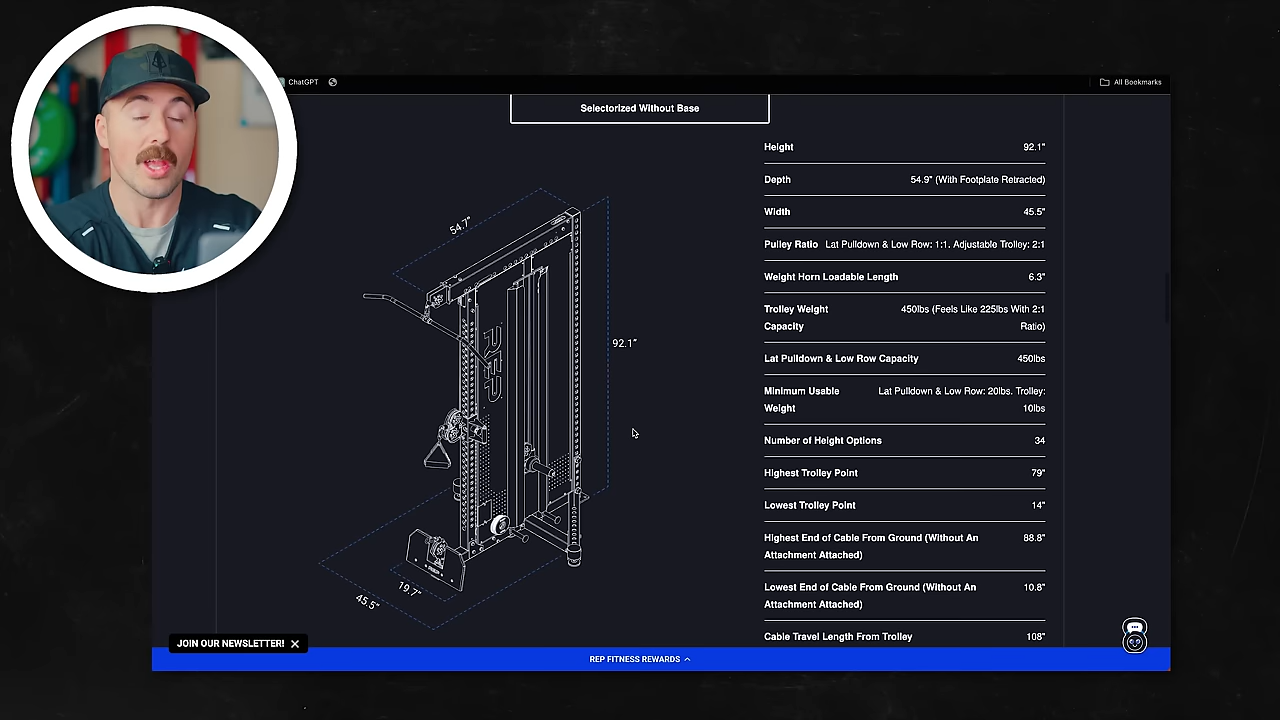 ChatGPT
All Bookmarks
Selectorized Without Base
Height 92.1"
Depth 54.9" (With Footplate Retracted)
Width 45.5"
Pulley Ratio Lat Pulldown & Low Row: 1:1. Adjustable Trolley: 2:1
Weight Horn Loadable Length 6.3"
Trolley Weight 450lbs (Feels Like 225lbs With 2:1
Capacity Ratio)
Lat Pulldown & Low Row Capacity 450lbs
Minimum Usable Lat Pulldown & Low Row: 20lbs. Trolley:
Weight 10lbs
Number of Height Options 34
Highest Trolley Point 79"
Lowest Trolley Point 14"
Highest End of Cable From Ground (Without An 88.8"
Attachment Attached)
Lowest End of Cable From Ground (Without An 10.8"
Attachment Attached)
Cable Travel Length From Trolley 108"
54.7"
92.1"
REP
19.7"
45.5"
JOIN OUR NEWSLETTER!
REP FITNESS REWARDS